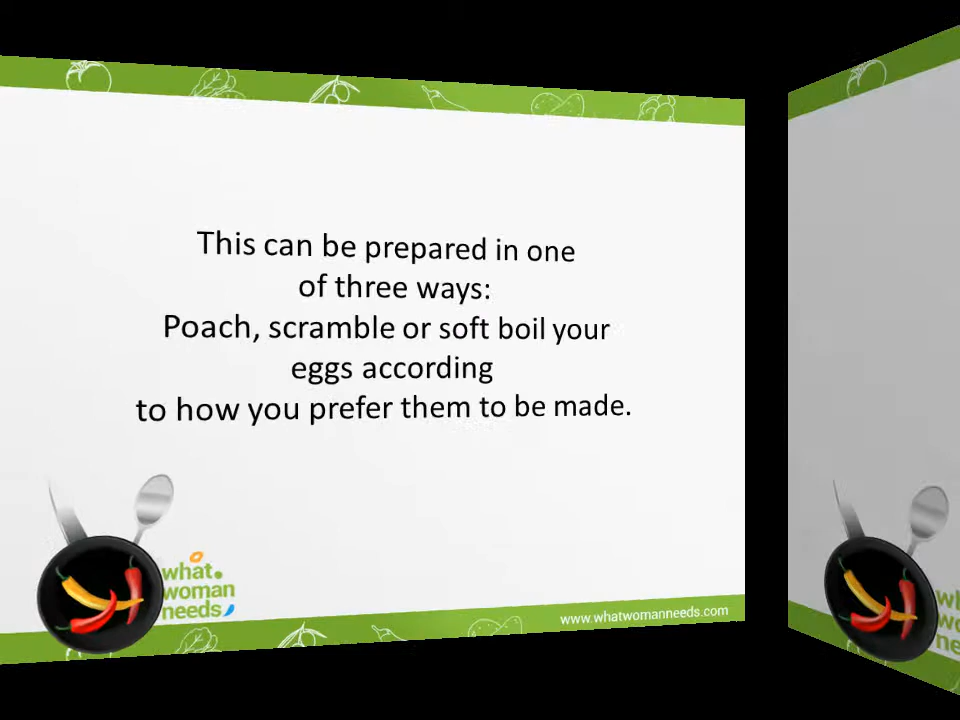 This can be prepared in one
of three ways:
Poach, scramble or soft boil your
eggs according
to how you prefer them to be made.
what.
woman
needs
www.whatwomanneeds.com